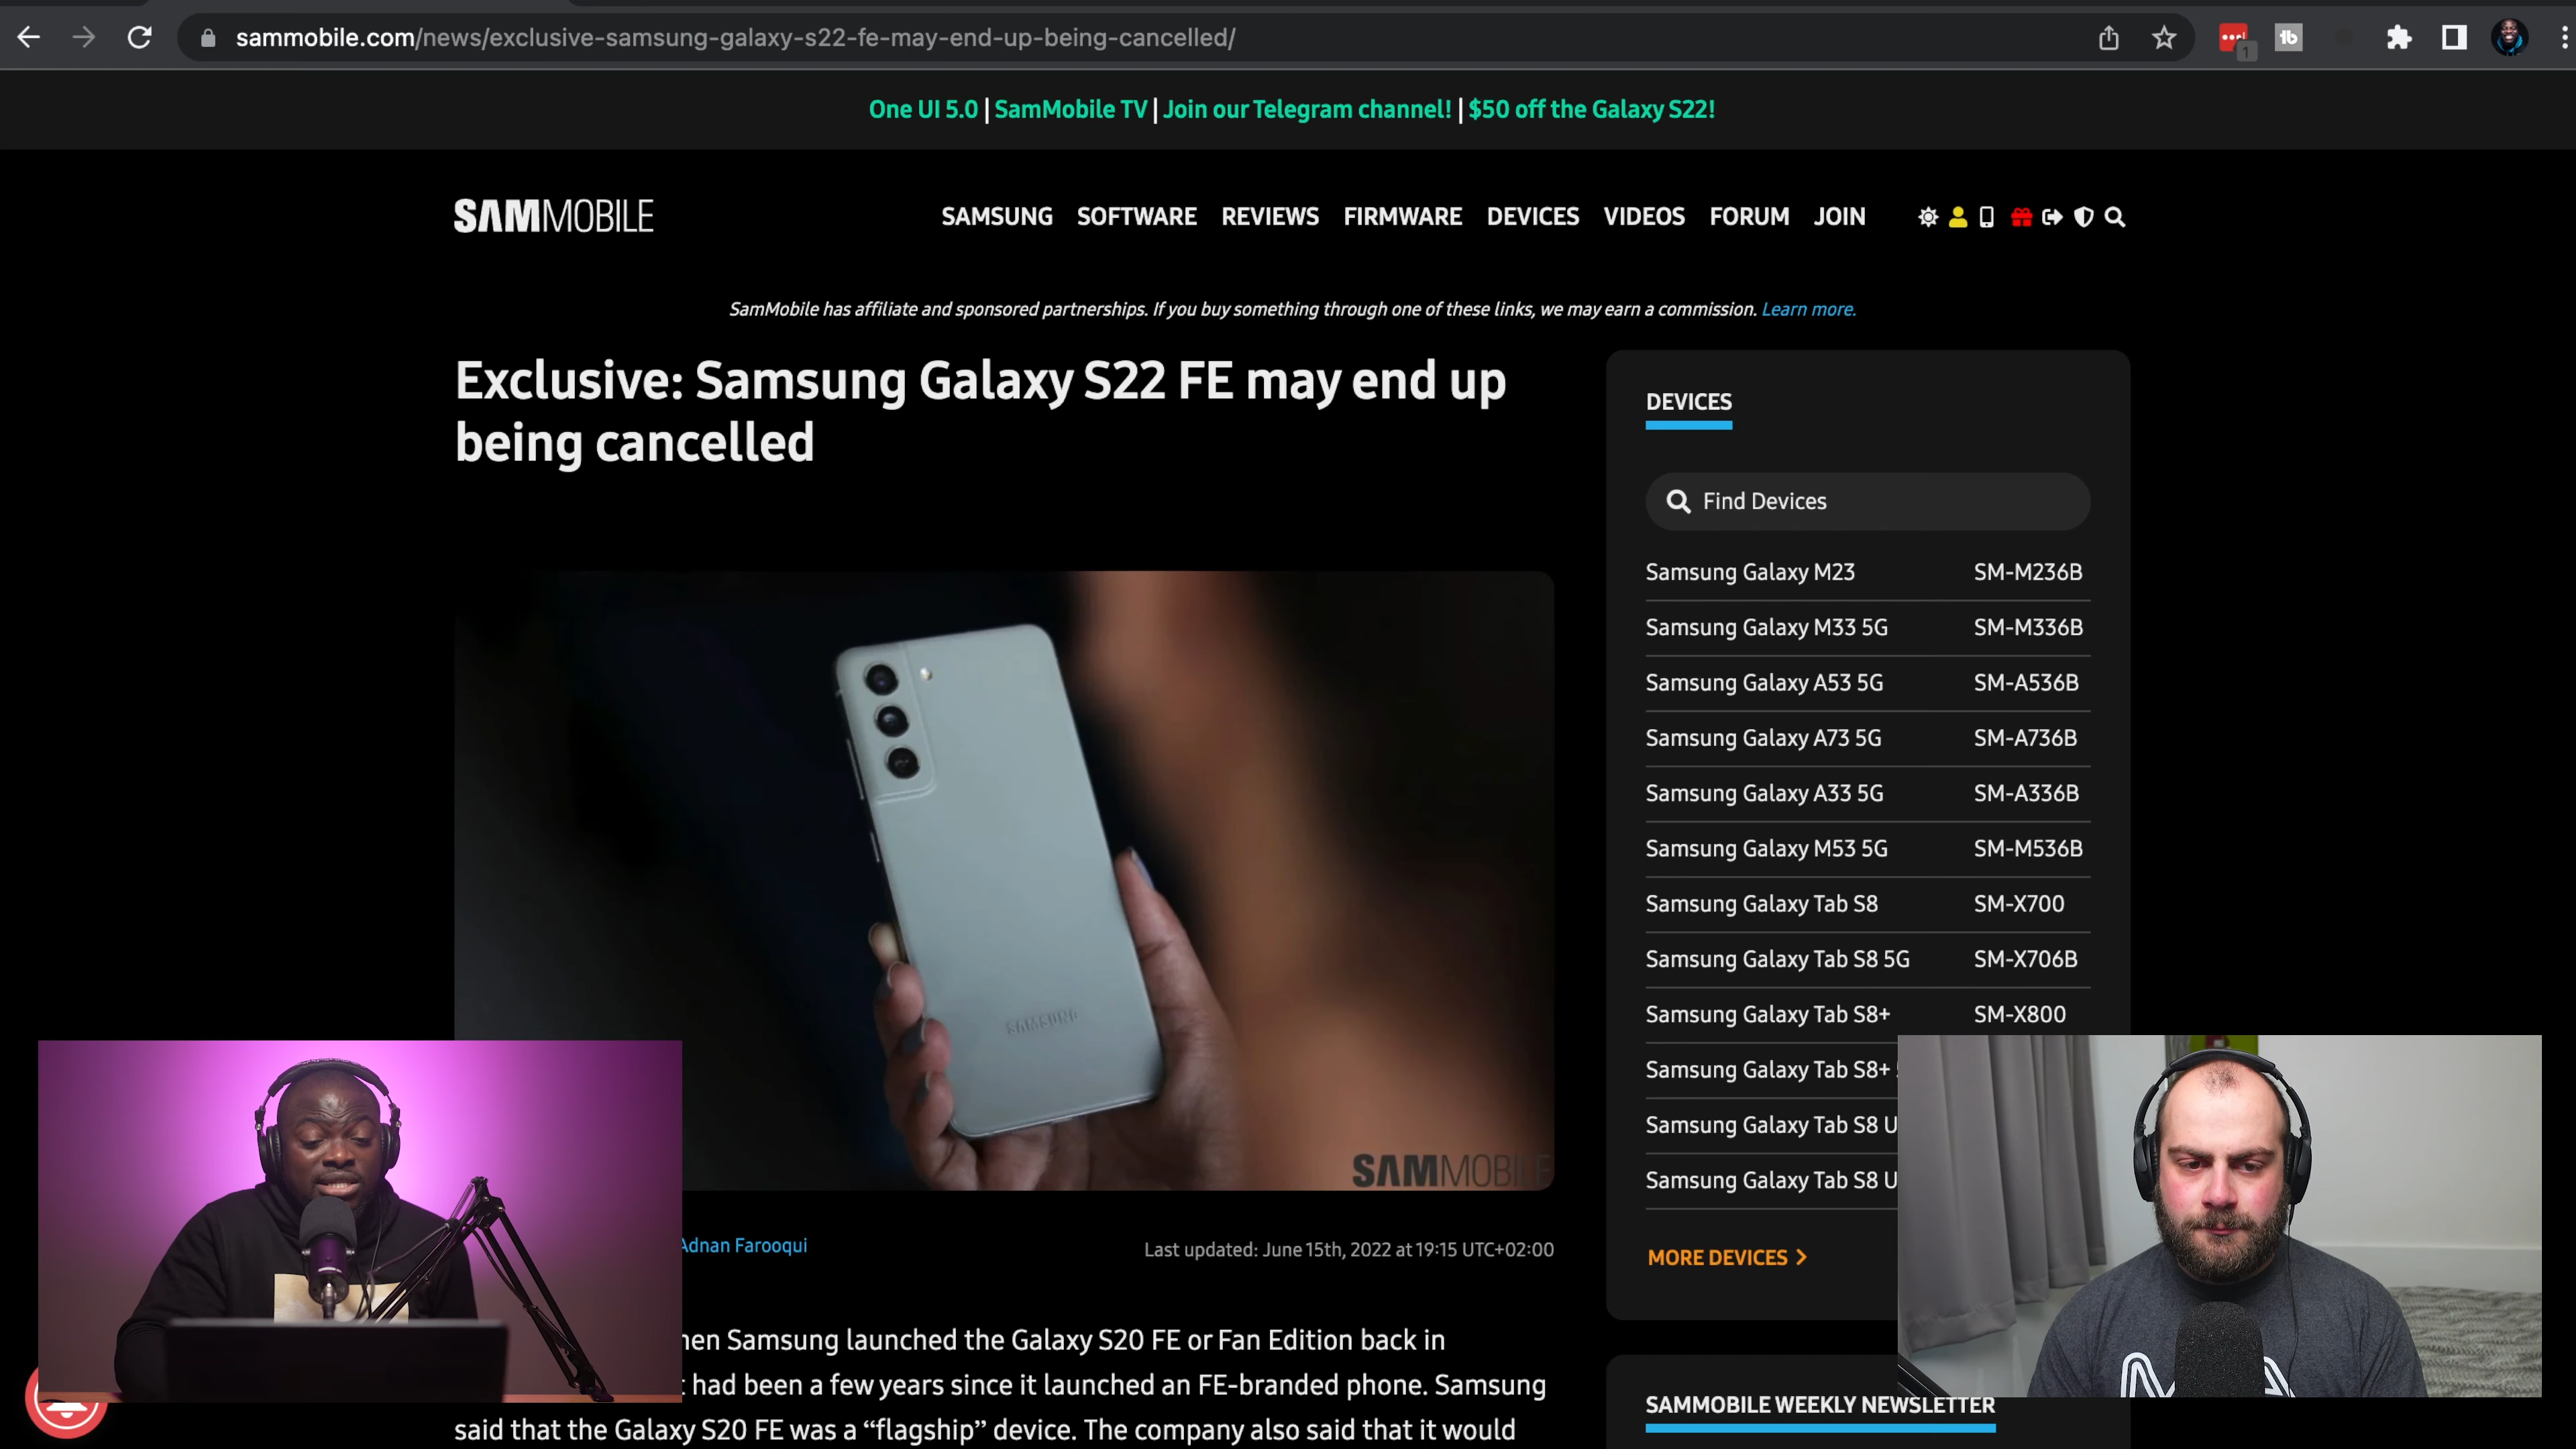 sammobile.com/news/exclusive-samsung-galaxy-s22-fe-may-end-up-being-cancelled/
1
tb
One UI 5.0 | SamMobile TV | Join our Telegram channel! | $50 off the Galaxy S22!
SAMMOBILE
SAMSUNG SOFTWARE REVIEWS FIRMWARE DEVICES VIDEOS FORUM JOIN
SamMobile has affiliate and sponsored partnerships. If you buy something through one of these links, we may earn a commission. Learn more.
Exclusive: Samsung Galaxy S22 FE may end up
being cancelled
SAMSUNG
SAMMOBILE
Adnan Farooqui
Last updated: June 15th, 2022 at 19:15 UTC+02:00
Samsung launched the Galaxy S20 FE or Fan Edition back in
had been a few years since it launched an FE-branded phone. Samsung
said that the Galaxy S20 FE was a “flagship” device. The company also said that it would
DEVICES
Find Devices
Samsung Galaxy M23 SM-M236B
Samsung Galaxy M33 5G SM-M336B
Samsung Galaxy A53 5G SM-A536B
Samsung Galaxy A73 5G SM-A736B
Samsung Galaxy A33 5G SM-A336B
Samsung Galaxy M53 5G SM-M536B
Samsung Galaxy Tab S8 SM-X700
Samsung Galaxy Tab S8 5G SM-X706B
Samsung Galaxy Tab S8+ SM-X800
Samsung Galaxy Tab S8+
Samsung Galaxy Tab S8 U
Samsung Galaxy Tab S8 U
MORE DEVICES
SAMMOBILE WEEKLY NEWSLETTER